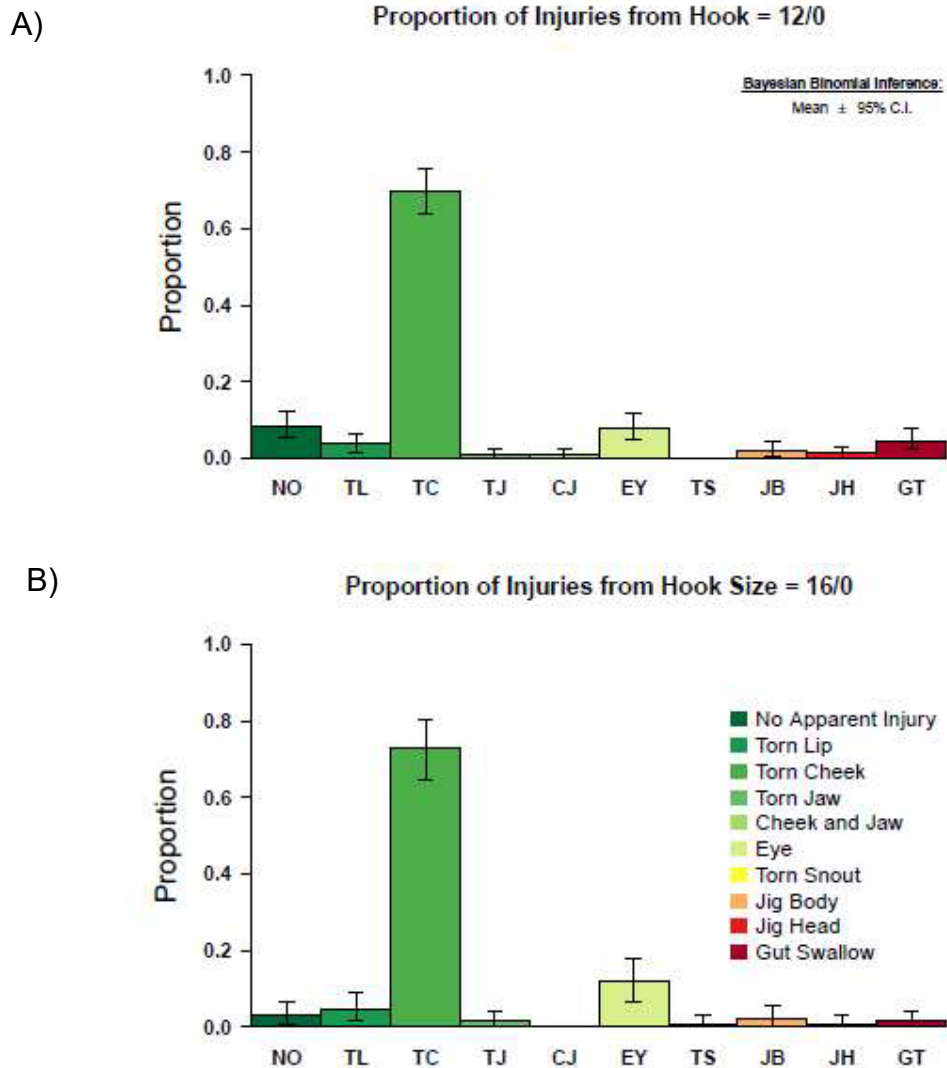 A)
Proportion of Injuries from Hook = 12/0
Bayesian Binomial Inference:
Mean ± 95% C.I.
1.0
0.8
0.6
0.4
0.2
0.0
Proportion
NO TL TC TJ CJ EY TS JB JH GT
B)
Proportion of Injuries from Hook Size = 16/0
1.0
0.8
0.6
0.4
0.2
0.0
Proportion
No Apparent Injury
Torn Lip
Torn Cheek
Torn Jaw
Cheek and Jaw
Eye
Torn Snout
Jig Body
Jig Head
Gut Swallow
NO TL TC TJ CJ EY TS JB JH GT